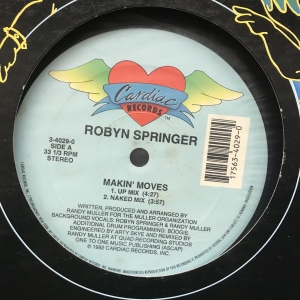 Cardiac
RECORDS
TM
ROBYN SPRINGER
3-4029-0
SIDE A
33 1/3 RPM
STEREO
17563-4029-0
MAKIN' MOVES
1. UP MIX (4:27)
2. NAKED MIX (3:57)
WRITTEN, PRODUCED AND ARRANGED BY
RANDY MULLER FOR THE MULLER ORGANIZATION
BACKGROUND VOCALS: ROBYN SPRINGER & RANDY MULLER
ADDITIONAL DRUM PROGRAMMING: BOOGIE
ENGINEERED BY ARTY SKYE AND REMIXED BY
RANDY MULLER AT QUAD RECORDING STUDIOS
ONE TO ONE MUSIC PUBLISHING (ASCAP)
© 1992 CARDIAC RECORDS